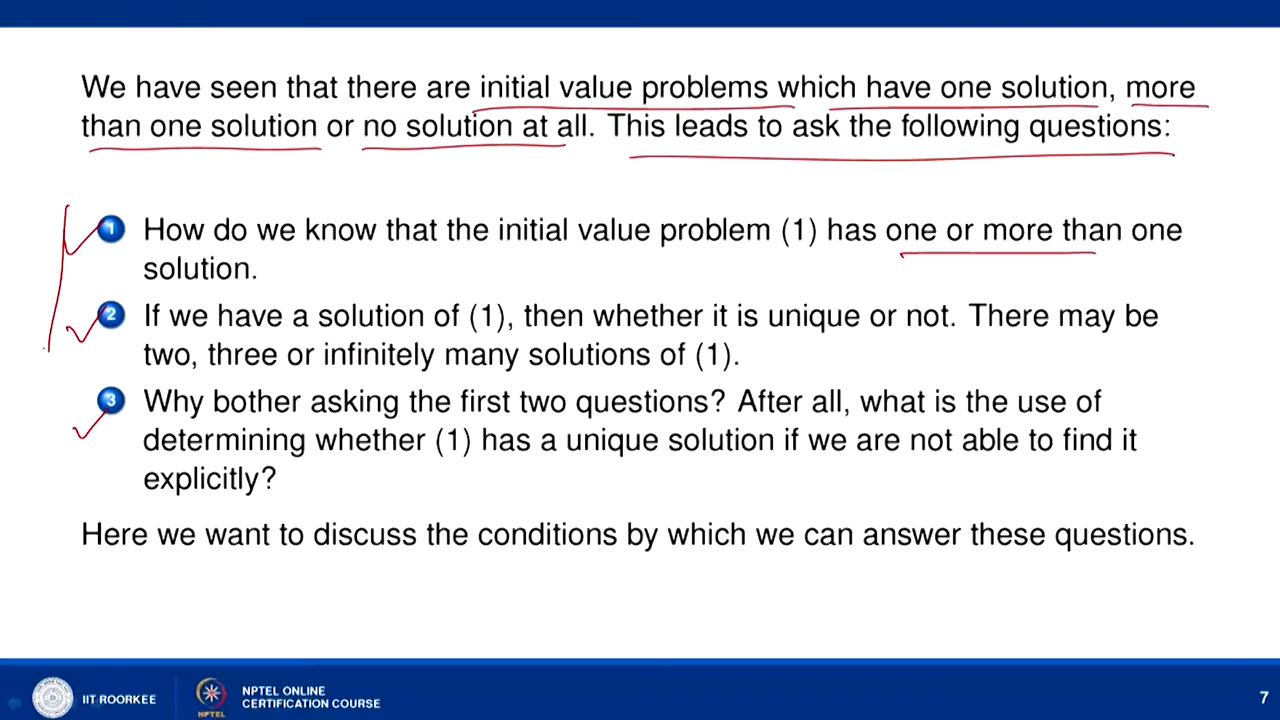 We have seen that there are initial value problems which have one solution, more
than one solution or no solution at all. This leads to ask the following questions:
1 How do we know that the initial value problem (1) has one or more than one
solution.
2 If we have a solution of (1), then whether it is unique or not. There may be
two, three or infinitely many solutions of (1).
3 Why bother asking the first two questions? After all, what is the use of
determining whether (1) has a unique solution if we are not able to find it
explicitly?
Here we want to discuss the conditions by which we can answer these questions.
IIT ROORKEE
NPTEL
NPTEL ONLINE
CERTIFICATION COURSE
7